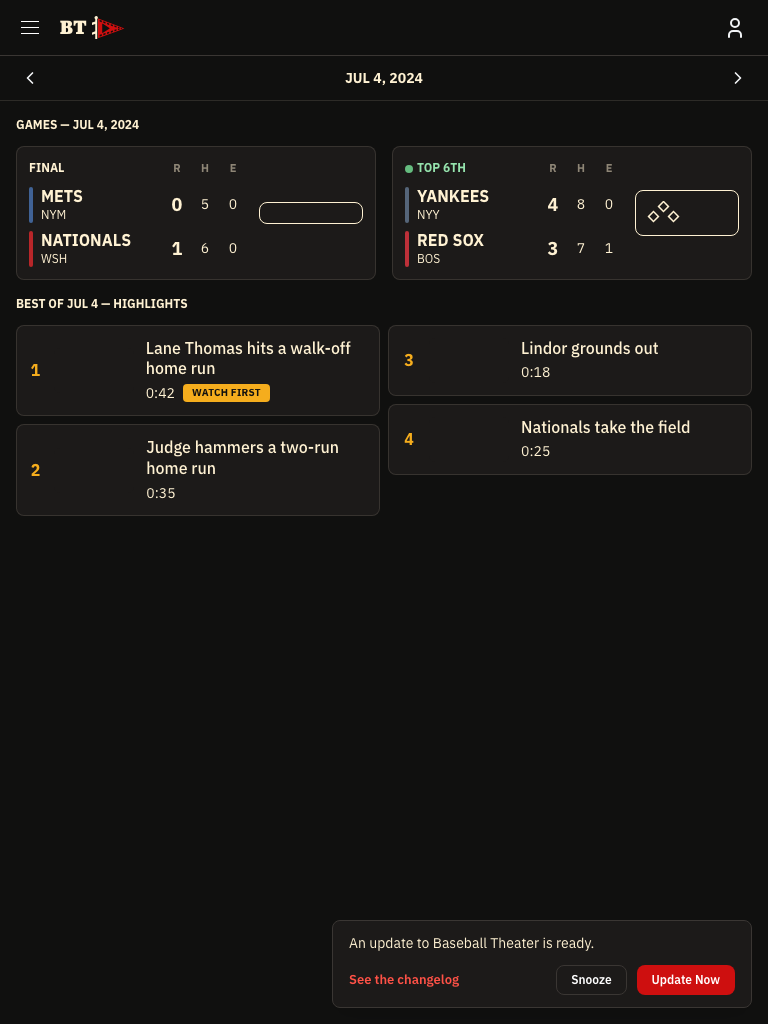 BT
JUL 4, 2024
GAMES — JUL 4, 2024
FINAL R H E
METS
NYM
0 5 0
NATIONALS
WSH
1 6 0
TOP 6TH R H E
YANKEES
NYY
4 8 0
RED SOX
BOS
3 7 1
BEST OF JUL 4 — HIGHLIGHTS
1
Lane Thomas hits a walk-off
home run
0:42 WATCH FIRST
2
Judge hammers a two-run
home run
0:35
3
Lindor grounds out
0:18
4
Nationals take the field
0:25
An update to Baseball Theater is ready.
See the changelog Snooze Update Now